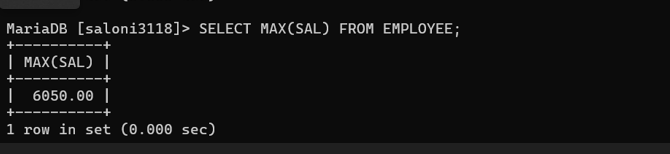 MariaDB [saloni3118]> SELECT MAX(SAL) FROM EMPLOYEE;
+----------+
| MAX(SAL) |
+----------+
|  6050.00 |
+----------+
1 row in set (0.000 sec)